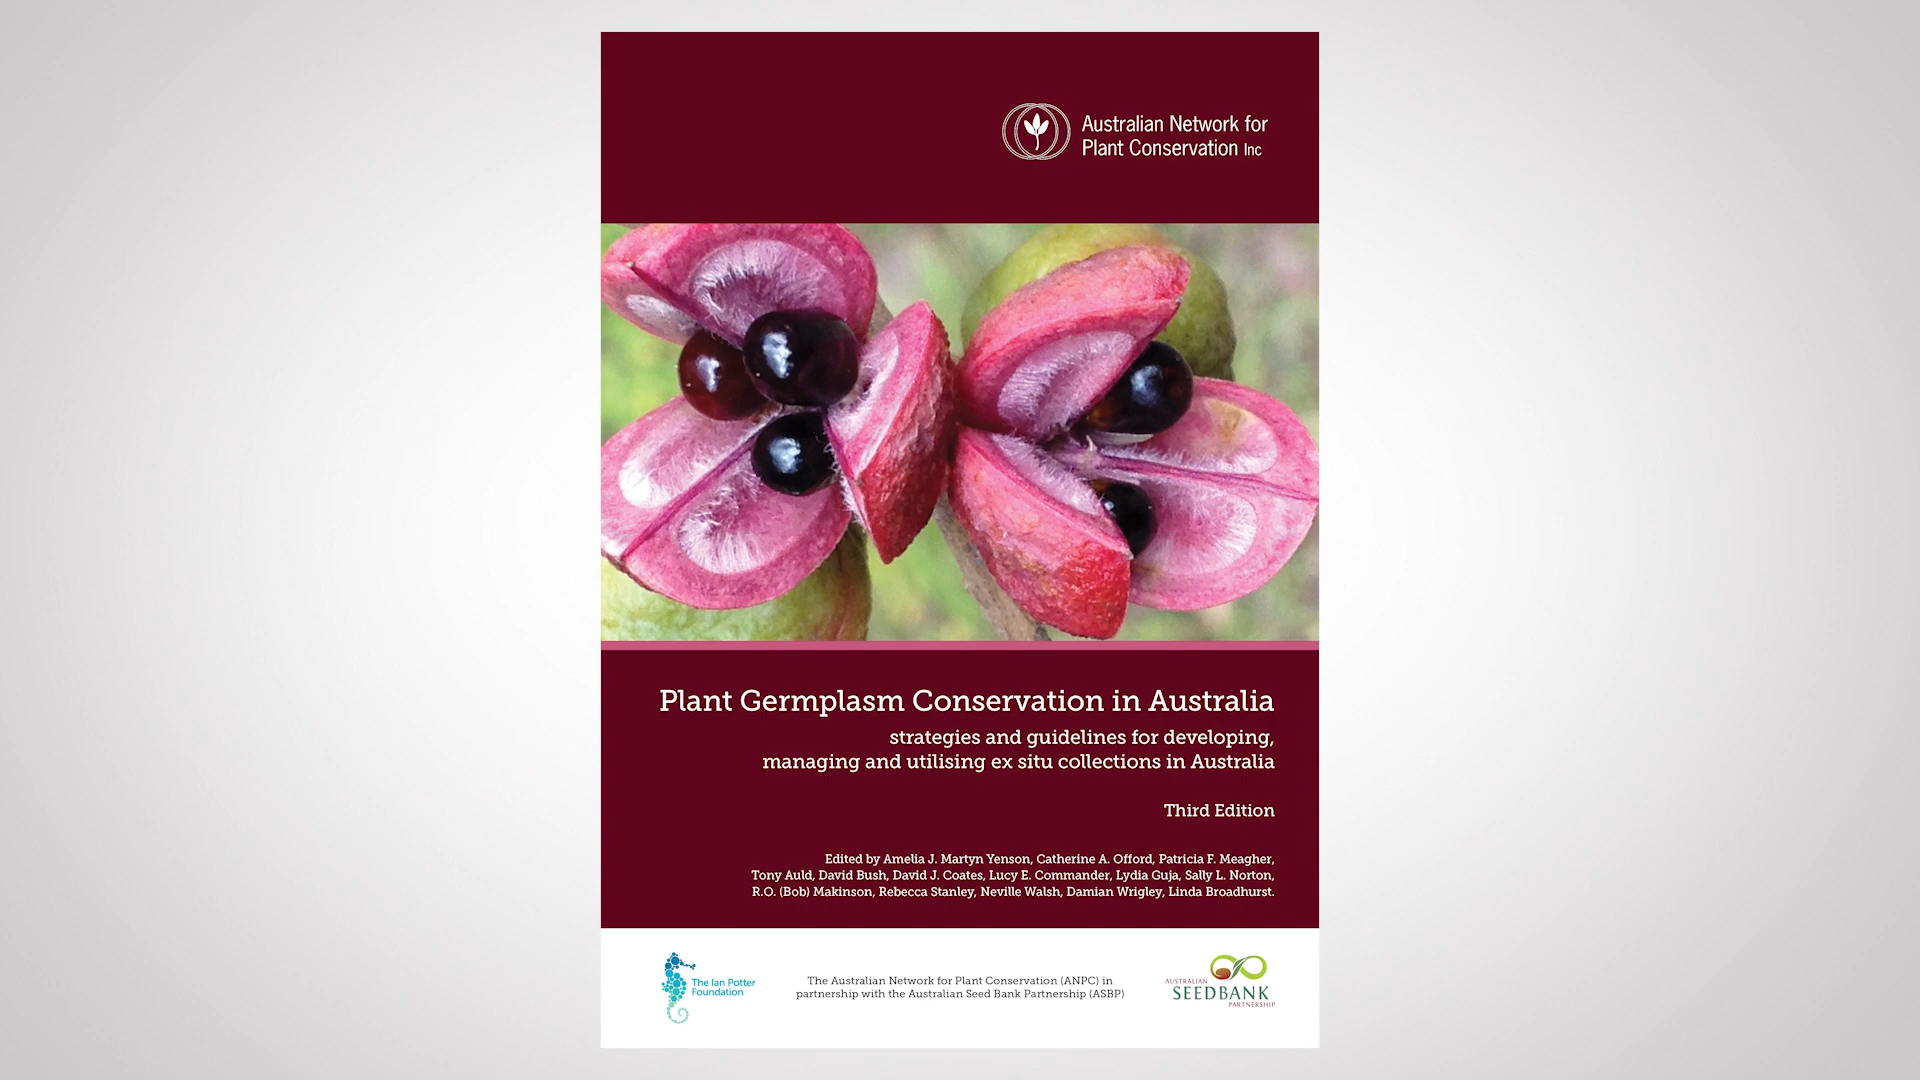 Australian Network for
Plant Conservation Inc
Plant Germplasm Conservation in Australia
strategies and guidelines for developing,
managing and utilising ex situ collections in Australia
Third Edition
Edited by Amelia J. Martyn Yenson, Catherine A. Offord, Patricia F. Meagher,
Tony Auld, David Bush, David J. Coates, Lucy E. Commander, Lydia Guja, Sally L. Norton,
R.O. (Bob) Makinson, Rebecca Stanley, Neville Walsh, Damian Wrigley, Linda Broadhurst.
The Ian Potter
Foundation
The Australian Network for Plant Conservation (ANPC) in
partnership with the Australian Seed Bank Partnership (ASBP)
AUSTRALIAN
SEEDBANK
PARTNERSHIP